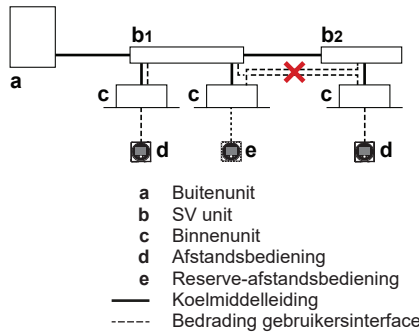 b1
b2
a
c
c
c
d
e
d
a Buitenunit
b SV unit
c Binnenunit
d Afstandsbediening
e Reserve-afstandsbediening
Koelmiddelleiding
Bedrading gebruikersinterface